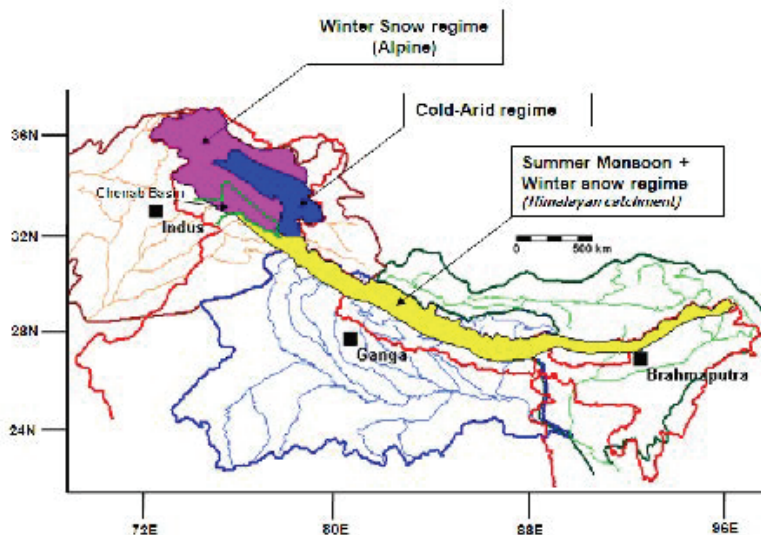 Winter Snow regime
(Alpine)
Cold-Arid regime
Summer Monsoon +
Winter snow regime
(Himalayan catchment)
36N
Chenab Basin
Indus
32N
0
500 km
28N
Ganga
Brahmaputra
24N
72E
80E
88E
96E